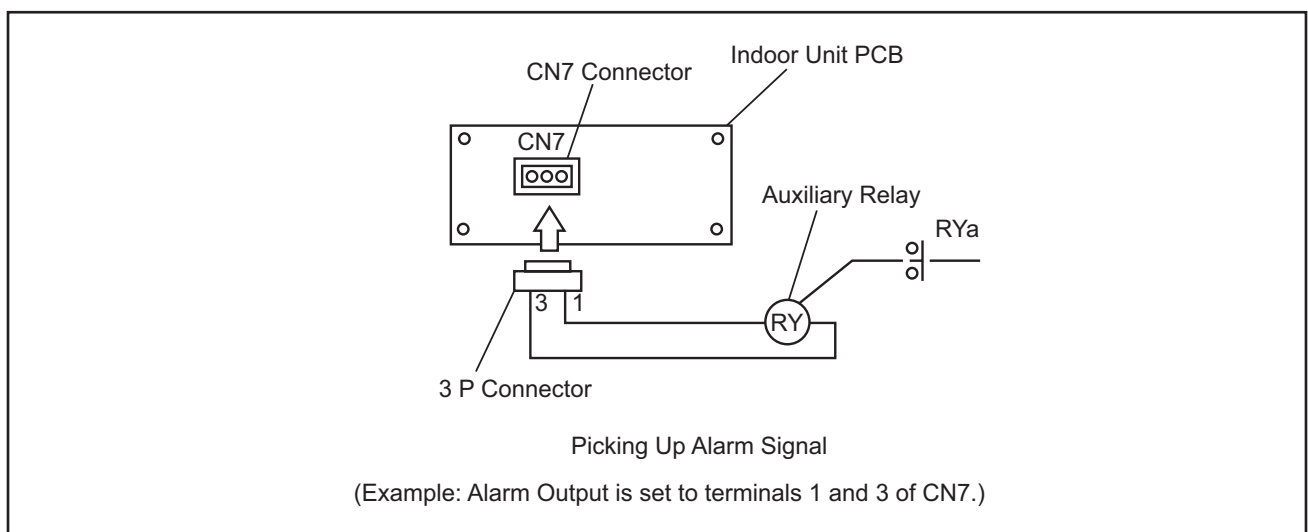 Indoor Unit PCB
CN7 Connector
CN7
Auxiliary Relay
RYa
3 1
RY
3 P Connector
Picking Up Alarm Signal
(Example: Alarm Output is set to terminals 1 and 3 of CN7.)